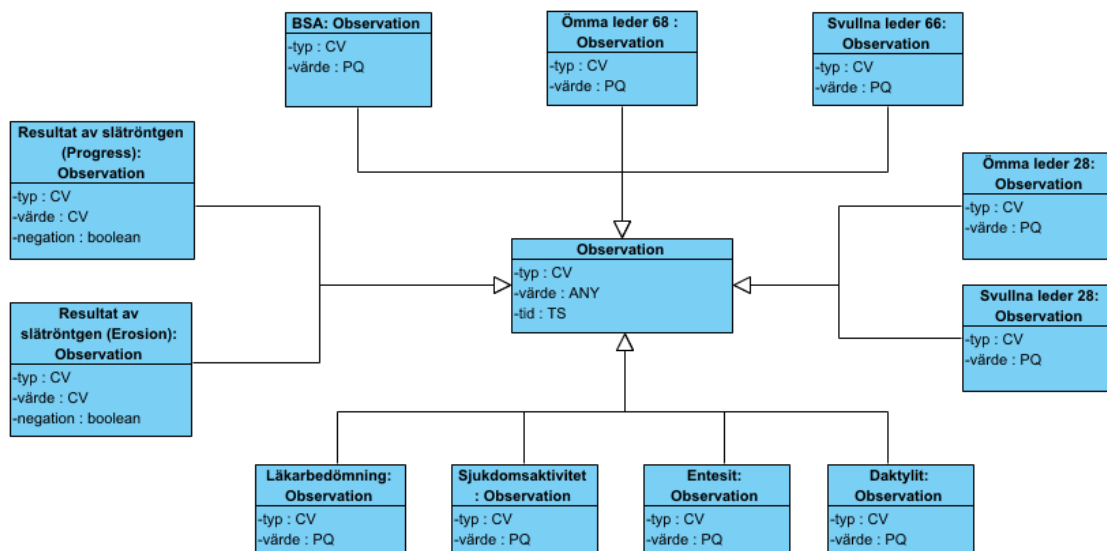 BSA: Observation
-typ : CV
-värde : PQ
Ömma leder 68 :
Observation
-typ : CV
-värde : PQ
Svullna leder 66:
Observation
-typ : CV
-värde : PQ
Resultat av slätröntgen
(Progress):
Observation
-typ : CV
-värde : CV
-negation : boolean
Ömma leder 28:
Observation
-typ : CV
-värde : PQ
Observation
-typ : CV
-värde : ANY
-tid : TS
Resultat av
slätröntgen (Erosion):
Observation
-typ : CV
-värde : CV
-negation : boolean
Svullna leder 28:
Observation
-typ : CV
-värde : PQ
Läkarbedömning:
Observation
-typ : CV
-värde : PQ
Sjukdomsaktivitet
: Observation
-typ : CV
-värde : PQ
Entesit:
Observation
-typ : CV
-värde : PQ
Daktylit:
Observation
-typ : CV
-värde : PQ